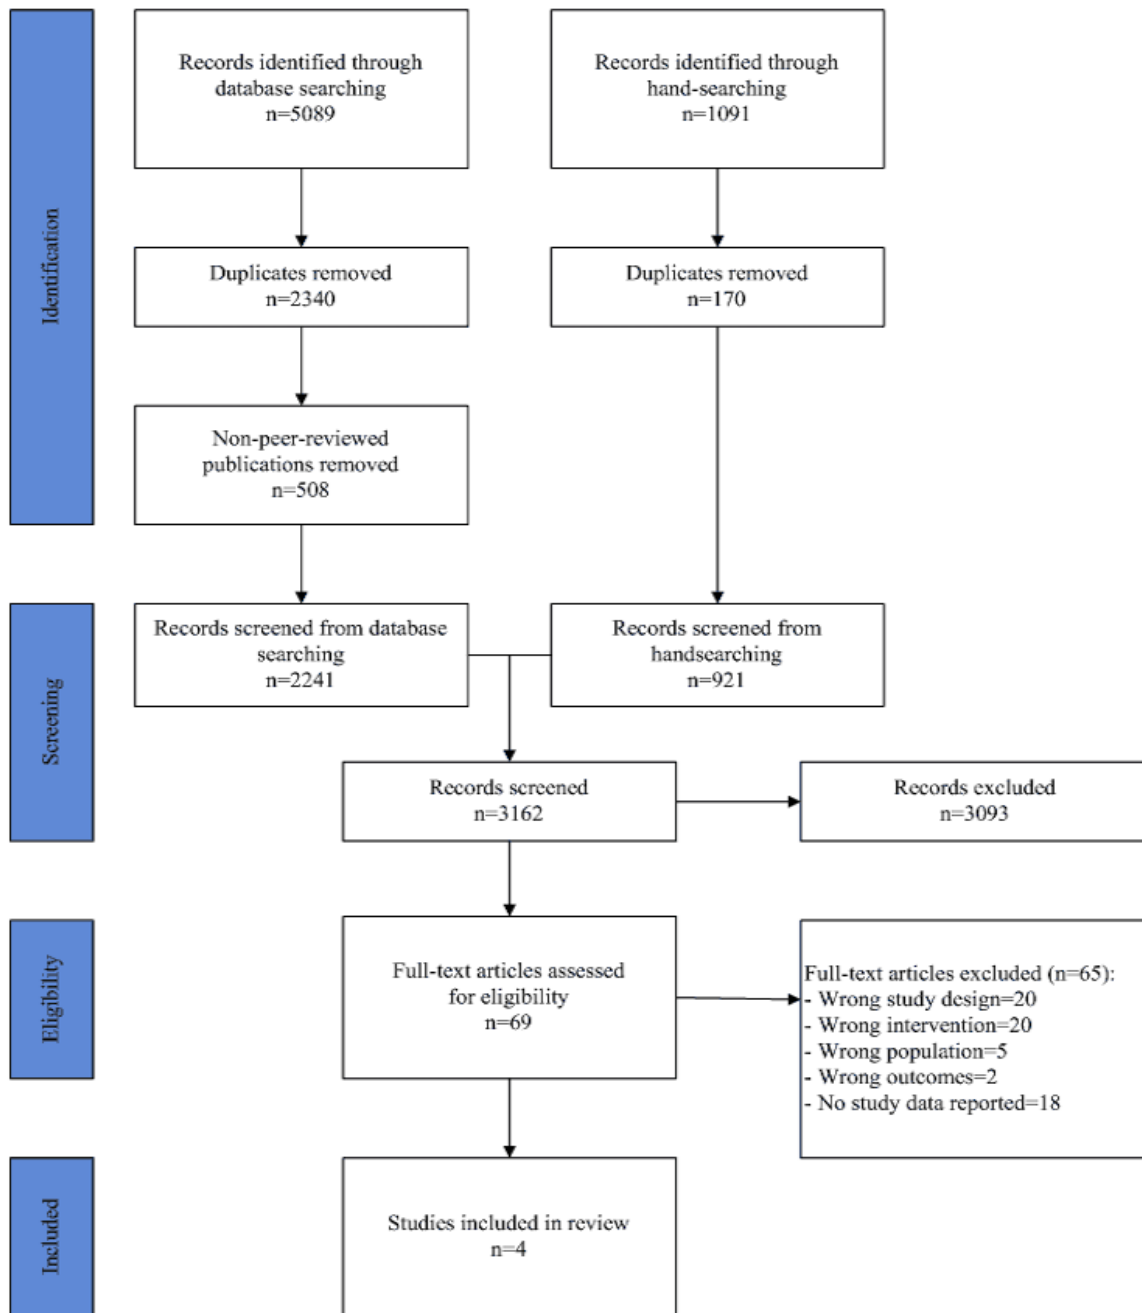 Identification
Records identified through
database searching
n=5089
Records identified through
hand-searching
n=1091
Duplicates removed
n=2340
Duplicates removed
n=170
Non-peer-reviewed
publications removed
n=508
Screening
Records screened from database
searching
n=2241
Records screened from
handsearching
n=921
Records screened
n=3162
Records excluded
n=3093
Eligibility
Full-text articles assessed
for eligibility
n=69
Full-text articles excluded (n=65):
- Wrong study design=20
- Wrong intervention=20
- Wrong population=5
- Wrong outcomes=2
- No study data reported=18
Included
Studies included in review
n=4